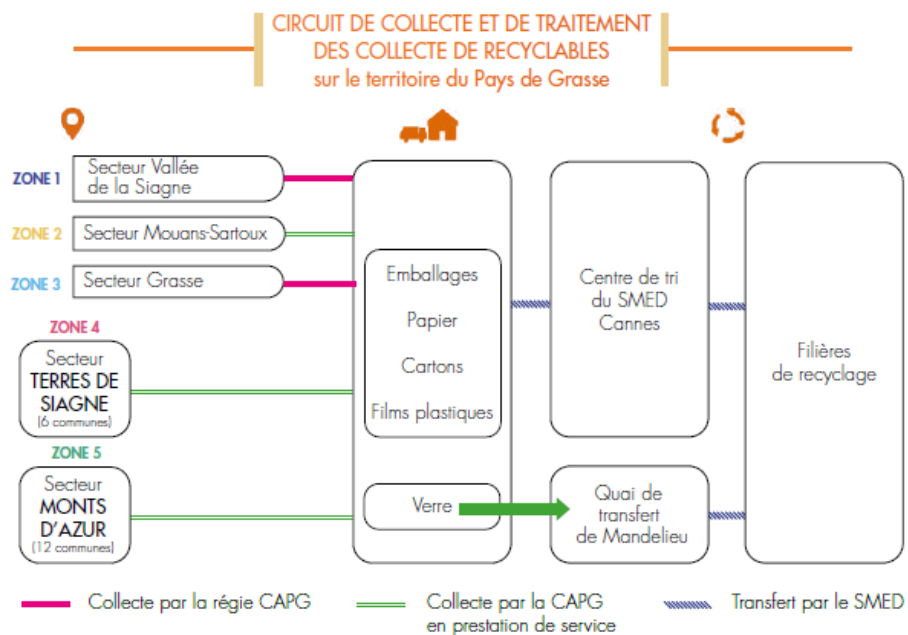 CIRCUIT DE COLLECTE ET DE TRAITEMENT
DES COLLECTE DE RECYCLABLES
sur le territoire du Pays de Grasse
ZONE 1
Secteur Vallée
de la Siagne
ZONE 2
Secteur Mouans-Sartoux
ZONE 3
Secteur Grasse
ZONE 4
Secteur
TERRES DE
SIAGNE
(6 communes)
ZONE 5
Secteur
MONTS
D'AZUR
(12 communes)
Emballages
Papier
Cartons
Films plastiques
Verre
Centre de tri
du SMED
Cannes
Quai de
transfert
de Mandelieu
Filières
de recyclage
Collecte par la régie CAPG
Collecte par la CAPG
en prestation de service
Transfert par le SMED